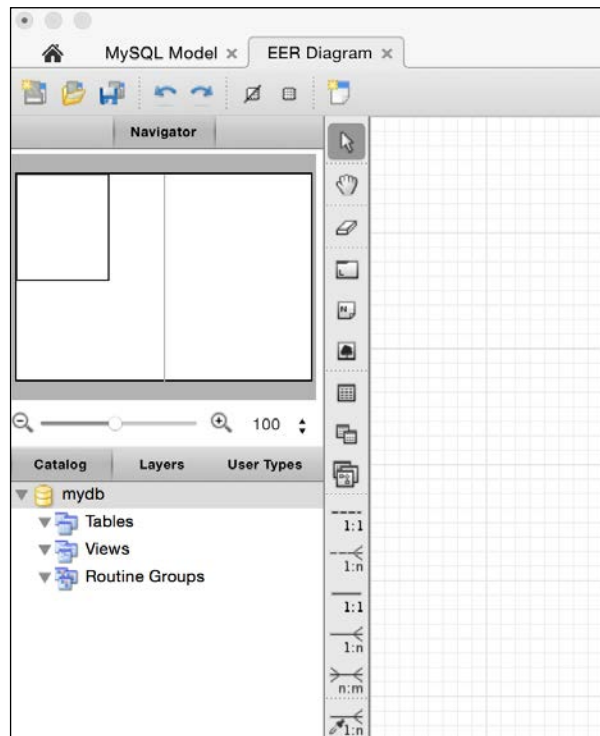 MySQL Model × EER Diagram ×
Navigator
L
N
100
Catalog Layers User Types
mydb
Tables
Views
Routine Groups
1:1
1:n
1:1
1:n
n:m
1:n